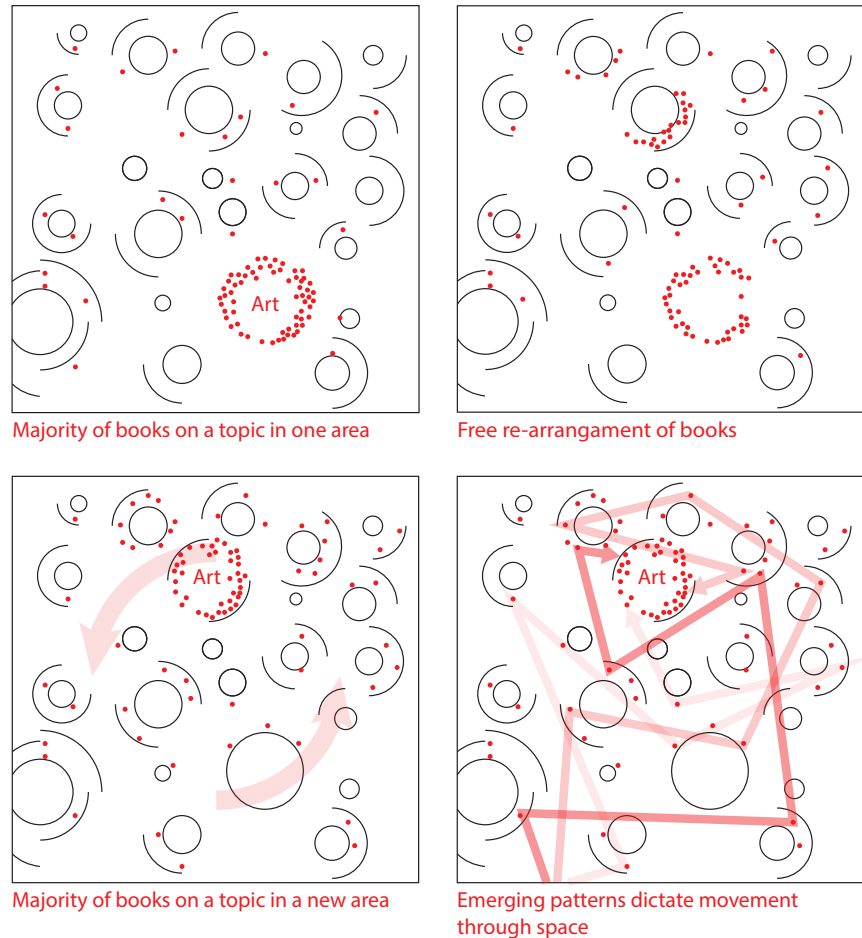 Art
Majority of books on a topic in one area
Free re-arrangament of books
Art
Art
Majority of books on a topic in a new area
Emerging patterns dictate movement
through space